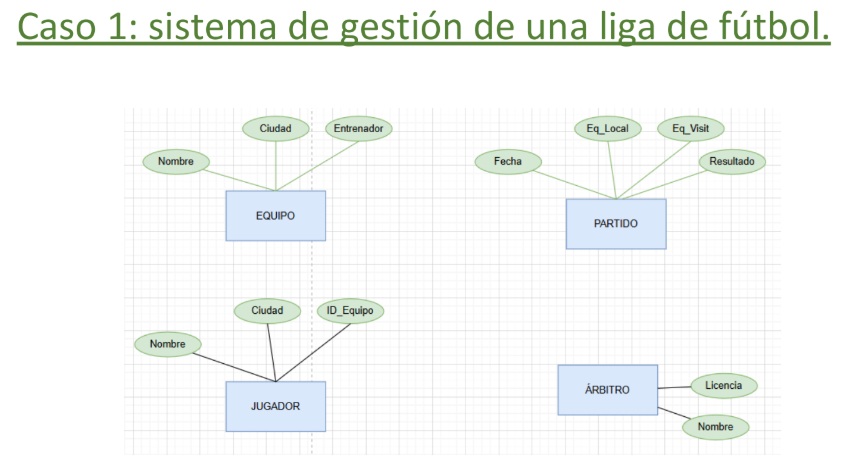 Caso 1: sistema de gestión de una liga de fútbol.
Ciudad
Entrenador
Nombre
EQUIPO
Eq_Local
Eq_Visit
Fecha
Resultado
PARTIDO
Ciudad
ID_Equipo
Nombre
JUGADOR
ÁRBITRO
Licencia
Nombre